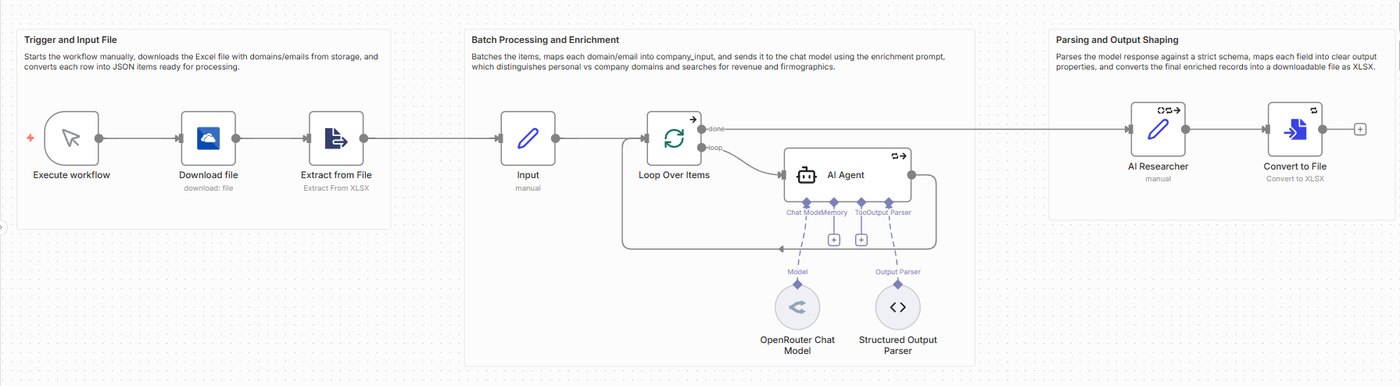 Trigger and Input File
Starts the workflow manually, downloads the Excel file with domains/emails from storage, and
converts each row into JSON items ready for processing.
Execute workflow
Download file
download: file
Extract from File
Extract From XLSX
Batch Processing and Enrichment
Batches the items, maps each domain/email into company_input, and sends it to the chat model using the enrichment prompt,
which distinguishes personal vs company domains and searches for revenue and firmographics.
Input
manual
Loop Over Items
done
loop
AI Agent
Chat Mode
Memory
Too
Output Parser
Model
Output Parser
OpenRouter Chat
Model
Structured Output
Parser
Parsing and Output Shaping
Parses the model response against a strict schema, maps each field into clear output
properties, and converts the final enriched records into a downloadable file as XLSX.
AI Researcher
manual
Convert to File
Convert to XLSX